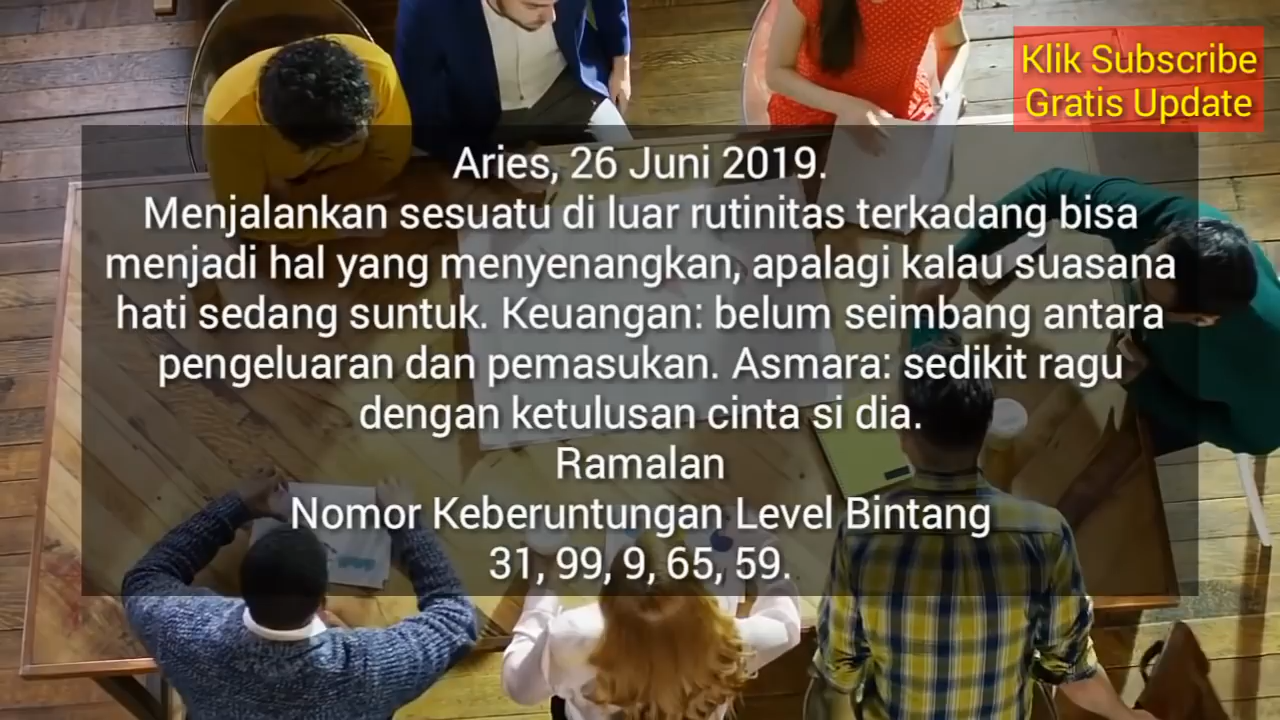 Klik Subscribe
Gratis Update
Aries, 26 Juni 2019.
Menjalankan sesuatu di luar rutinitas terkadang bisa
menjadi hal yang menyenangkan, apalagi kalau suasana
hati sedang suntuk. Keuangan: belum seimbang antara
pengeluaran dan pemasukan. Asmara: sedikit ragu
dengan ketulusan cinta si dia.
Ramalan
Nomor Keberuntungan Level Bintang
31, 99, 9, 65, 59.